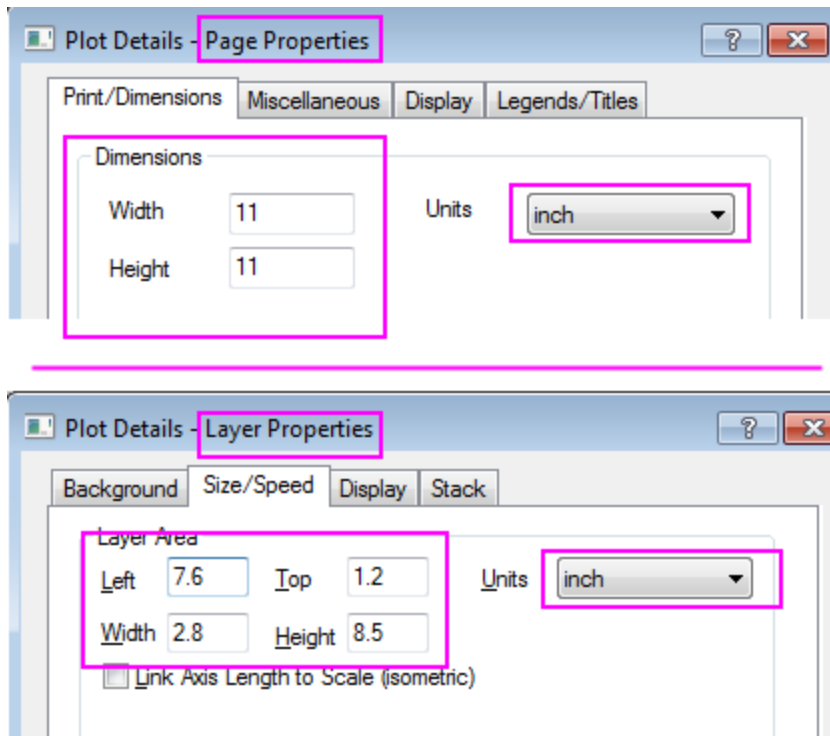 Plot Details - Page Properties
Print/Dimensions Miscellaneous Display Legends/Titles
Dimensions
Width 11 Units inch
Height 11
Plot Details - Layer Properties
Background Size/Speed Display Stack
Layer Area
Left 7.6 Top 1.2 Units inch
Width 2.8 Height 8.5
Link Axis Length to Scale (isometric)